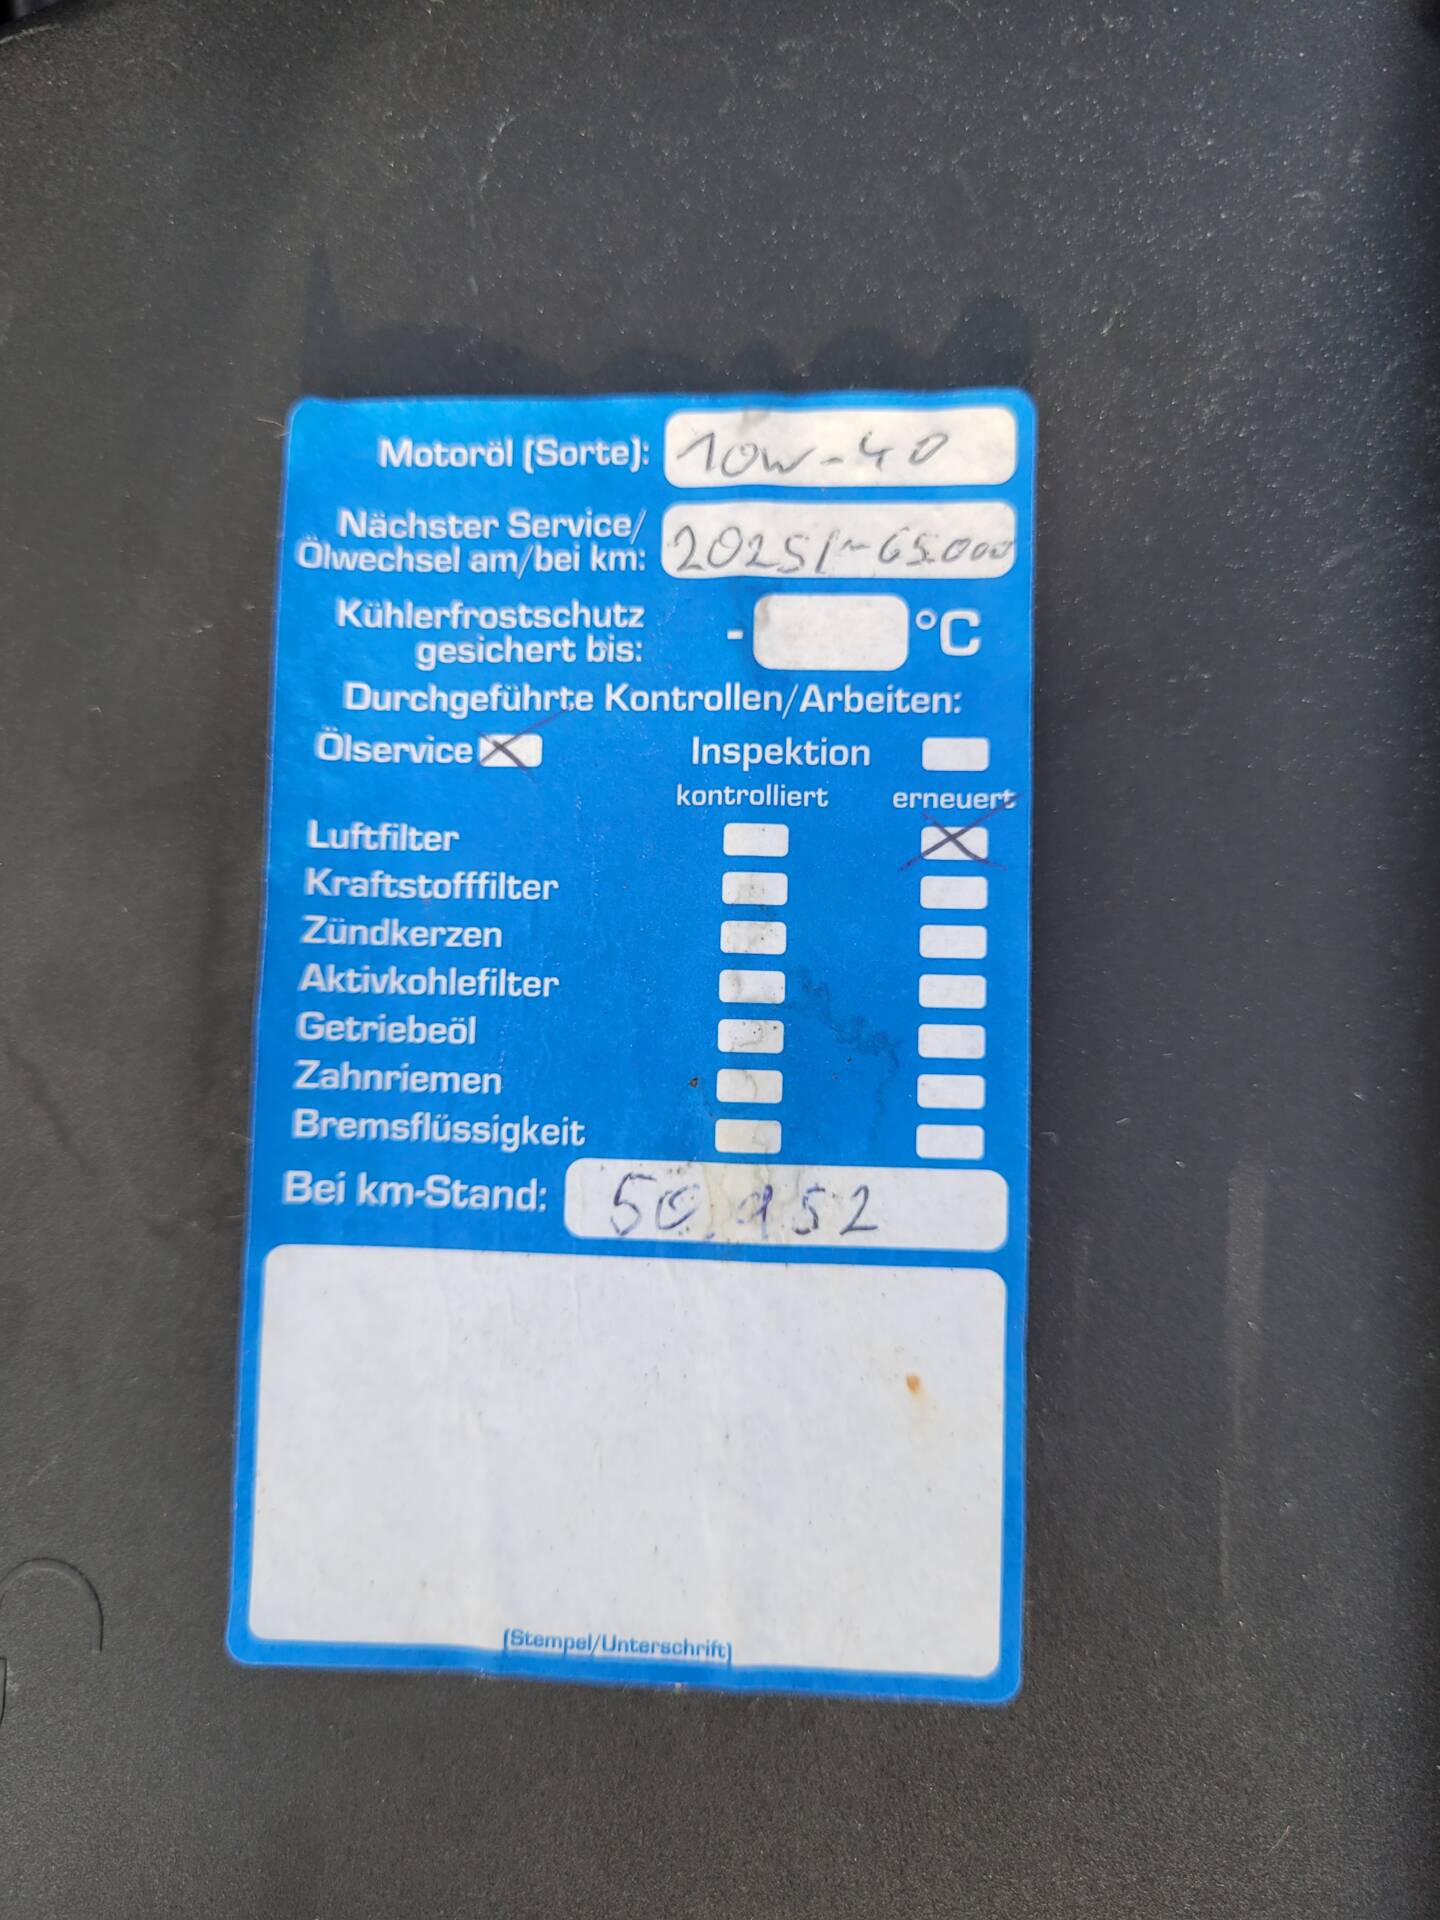 Motoröl (Sorte): 10W-40
Nächster Service/
Ölwechsel am/bei km: 2025/~65.000
Kühlerfrostschutz
gesichert bis: - °C
Durchgeführte Kontrollen/Arbeiten:
Ölservice X Inspektion
kontrolliert erneuert
Luftfilter X
Kraftstofffilter
Zündkerzen
Aktivkohlefilter
Getriebeöl
Zahnriemen
Bremsflüssigkeit
Bei km-Stand: 50.152
(Stempel/Unterschrift)